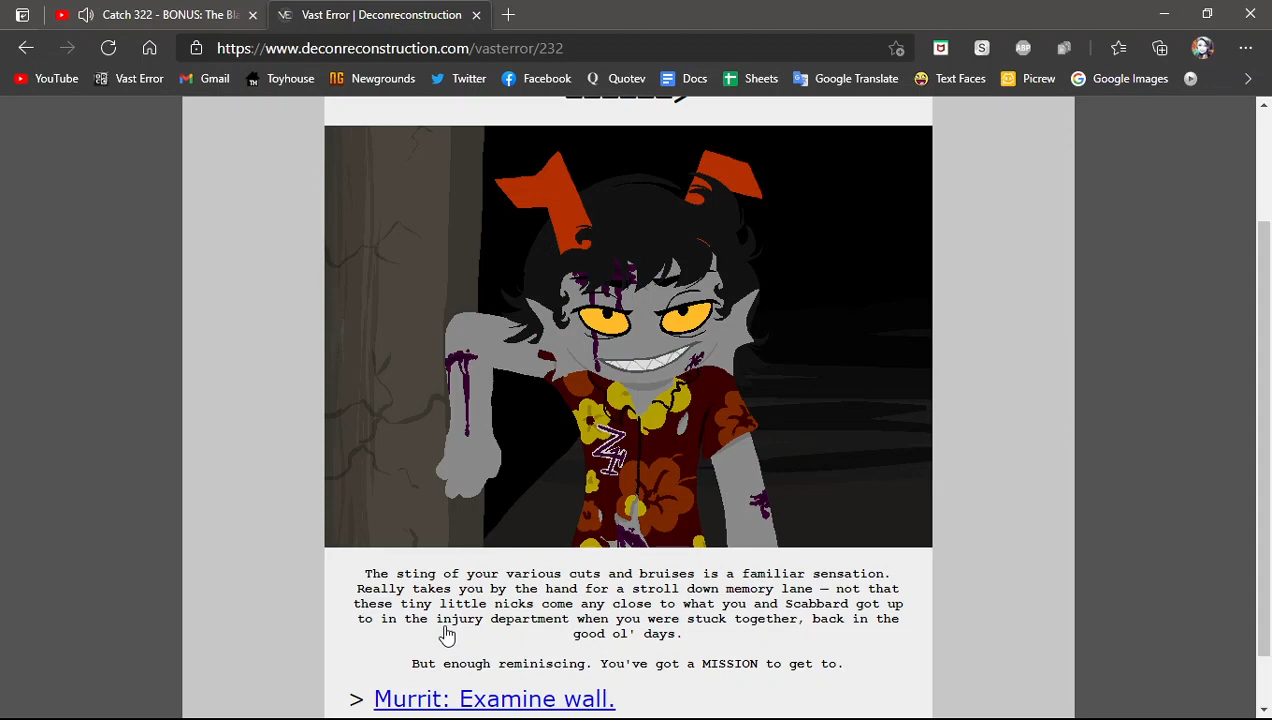 Catch 322 - BONUS: The Bla
Vast Error | Deconreconstruction
https://www.deconreconstruction.com/vasterror/232
YouTube
Vast Error
Gmail
Toyhouse
Newgrounds
Twitter
Facebook
Quotev
Docs
Sheets
Google Translate
Text Faces
Picrew
Google Images
The sting of your various cuts and bruises is a familiar sensation.
Really takes you by the hand for a stroll down memory lane — not that
these tiny little nicks come any close to what you and Scabbard got up
to in the injury department when you were stuck together, back in the
good ol' days.
But enough reminiscing. You've got a MISSION to get to.
> Murrit: Examine wall.